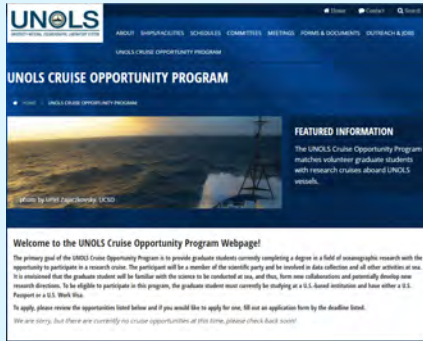 UNOLS
UNIVERSITY-NATIONAL OCEANOGRAPHIC LABORATORY SYSTEM
Home Contact Search
ABOUT SHIPS/FACILITIES SCHEDULES COMMITTEES MEETINGS FORMS & DOCUMENTS OUTREACH & JOBS
UNOLS CRUISE OPPORTUNITY PROGRAM
UNOLS CRUISE OPPORTUNITY PROGRAM
HOME / UNOLS CRUISE OPPORTUNITY PROGRAM
FEATURED INFORMATION
The UNOLS Cruise Opportunity Program
matches volunteer graduate students
with research cruises aboard UNOLS
vessels.
photo by Uriel Zajaczkovski, UCSD
Welcome to the UNOLS Cruise Opportunity Program Webpage!
The primary goal of the UNOLS Cruise Opportunity Program is to provide graduate students currently completing a degree in a field of oceanographic research with the
opportunity to participate in a research cruise. The participant will be a member of the scientific party and be involved in data collection and all other activities at sea.
It is envisioned that the graduate student will be familiar with the science to be conducted at sea, and thus, form new collaborations and potentially develop new
research directions. To be eligible to participate in this program, the graduate student must currently be studying at a U.S.-based institution and have either a U.S.
Passport or a U.S. Work Visa.
To apply, please review the opportunities listed below and if you would like to apply for one, fill out an application form by the deadline listed.
We are sorry, but there are currently no cruise opportunities at this time, please check back soon!